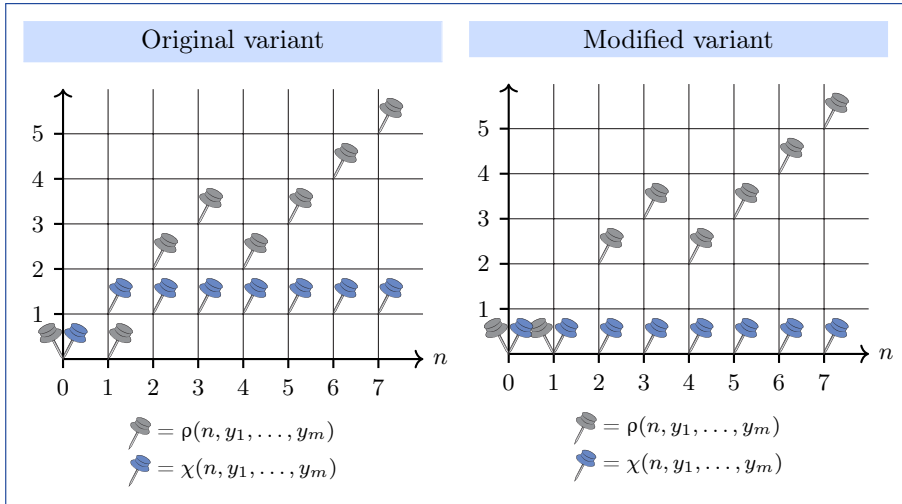 Original variant
5
4
3
2
1
0 1 2 3 4 5 6 7
n
= ρ(n, y₁, . . . , yₘ)
= χ(n, y₁, . . . , yₘ)
Modified variant
5
4
3
2
1
0 1 2 3 4 5 6 7
n
= ρ(n, y₁, . . . , yₘ)
= χ(n, y₁, . . . , yₘ)